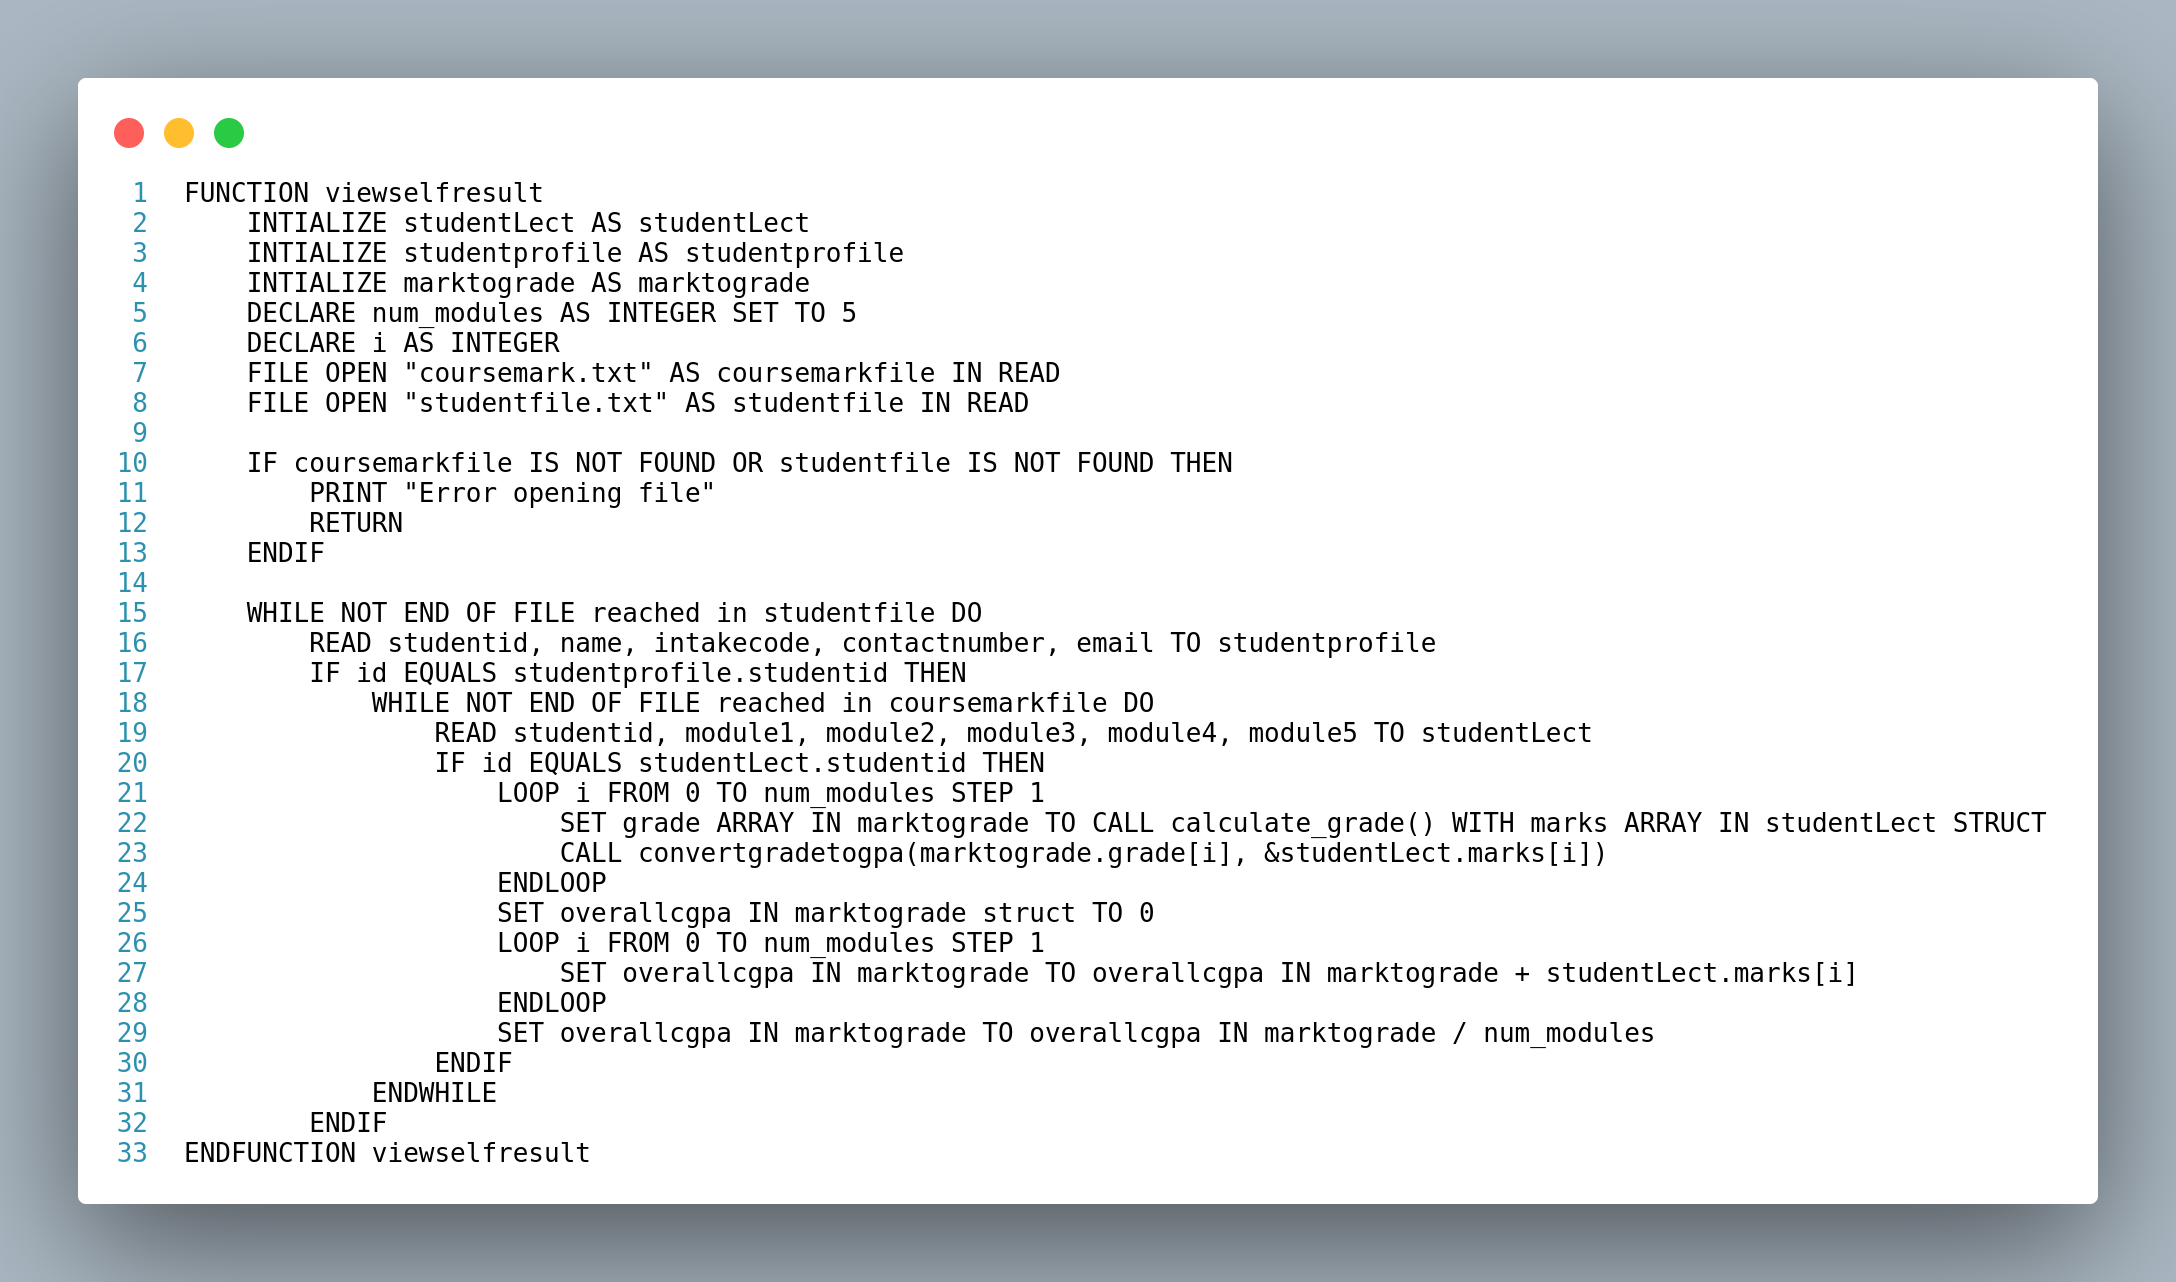 1 FUNCTION viewselfresult
2 INTIALIZE studentLect AS studentLect
3 INTIALIZE studentprofile AS studentprofile
4 INTIALIZE marktograde AS marktograde
5 DECLARE num_modules AS INTEGER SET TO 5
6 DECLARE i AS INTEGER
7 FILE OPEN "coursemark.txt" AS coursemarkfile IN READ
8 FILE OPEN "studentfile.txt" AS studentfile IN READ
9
10 IF coursemarkfile IS NOT FOUND OR studentfile IS NOT FOUND THEN
11 PRINT "Error opening file"
12 RETURN
13 ENDIF
14
15 WHILE NOT END OF FILE reached in studentfile DO
16 READ studentid, name, intakecode, contactnumber, email TO studentprofile
17 IF id EQUALS studentprofile.studentid THEN
18 WHILE NOT END OF FILE reached in coursemarkfile DO
19 READ studentid, module1, module2, module3, module4, module5 TO studentLect
20 IF id EQUALS studentLect.studentid THEN
21 LOOP i FROM 0 TO num_modules STEP 1
22 SET grade ARRAY IN marktograde TO CALL calculate_grade() WITH marks ARRAY IN studentLect STRUCT
23 CALL convertgradetogpa(marktograde.grade[i], &studentLect.marks[i])
24 ENDLOOP
25 SET overallcgpa IN marktograde struct TO 0
26 LOOP i FROM 0 TO num_modules STEP 1
27 SET overallcgpa IN marktograde TO overallcgpa IN marktograde + studentLect.marks[i]
28 ENDLOOP
29 SET overallcgpa IN marktograde TO overallcgpa IN marktograde / num_modules
30 ENDIF
31 ENDWHILE
32 ENDIF
33 ENDFUNCTION viewselfresult